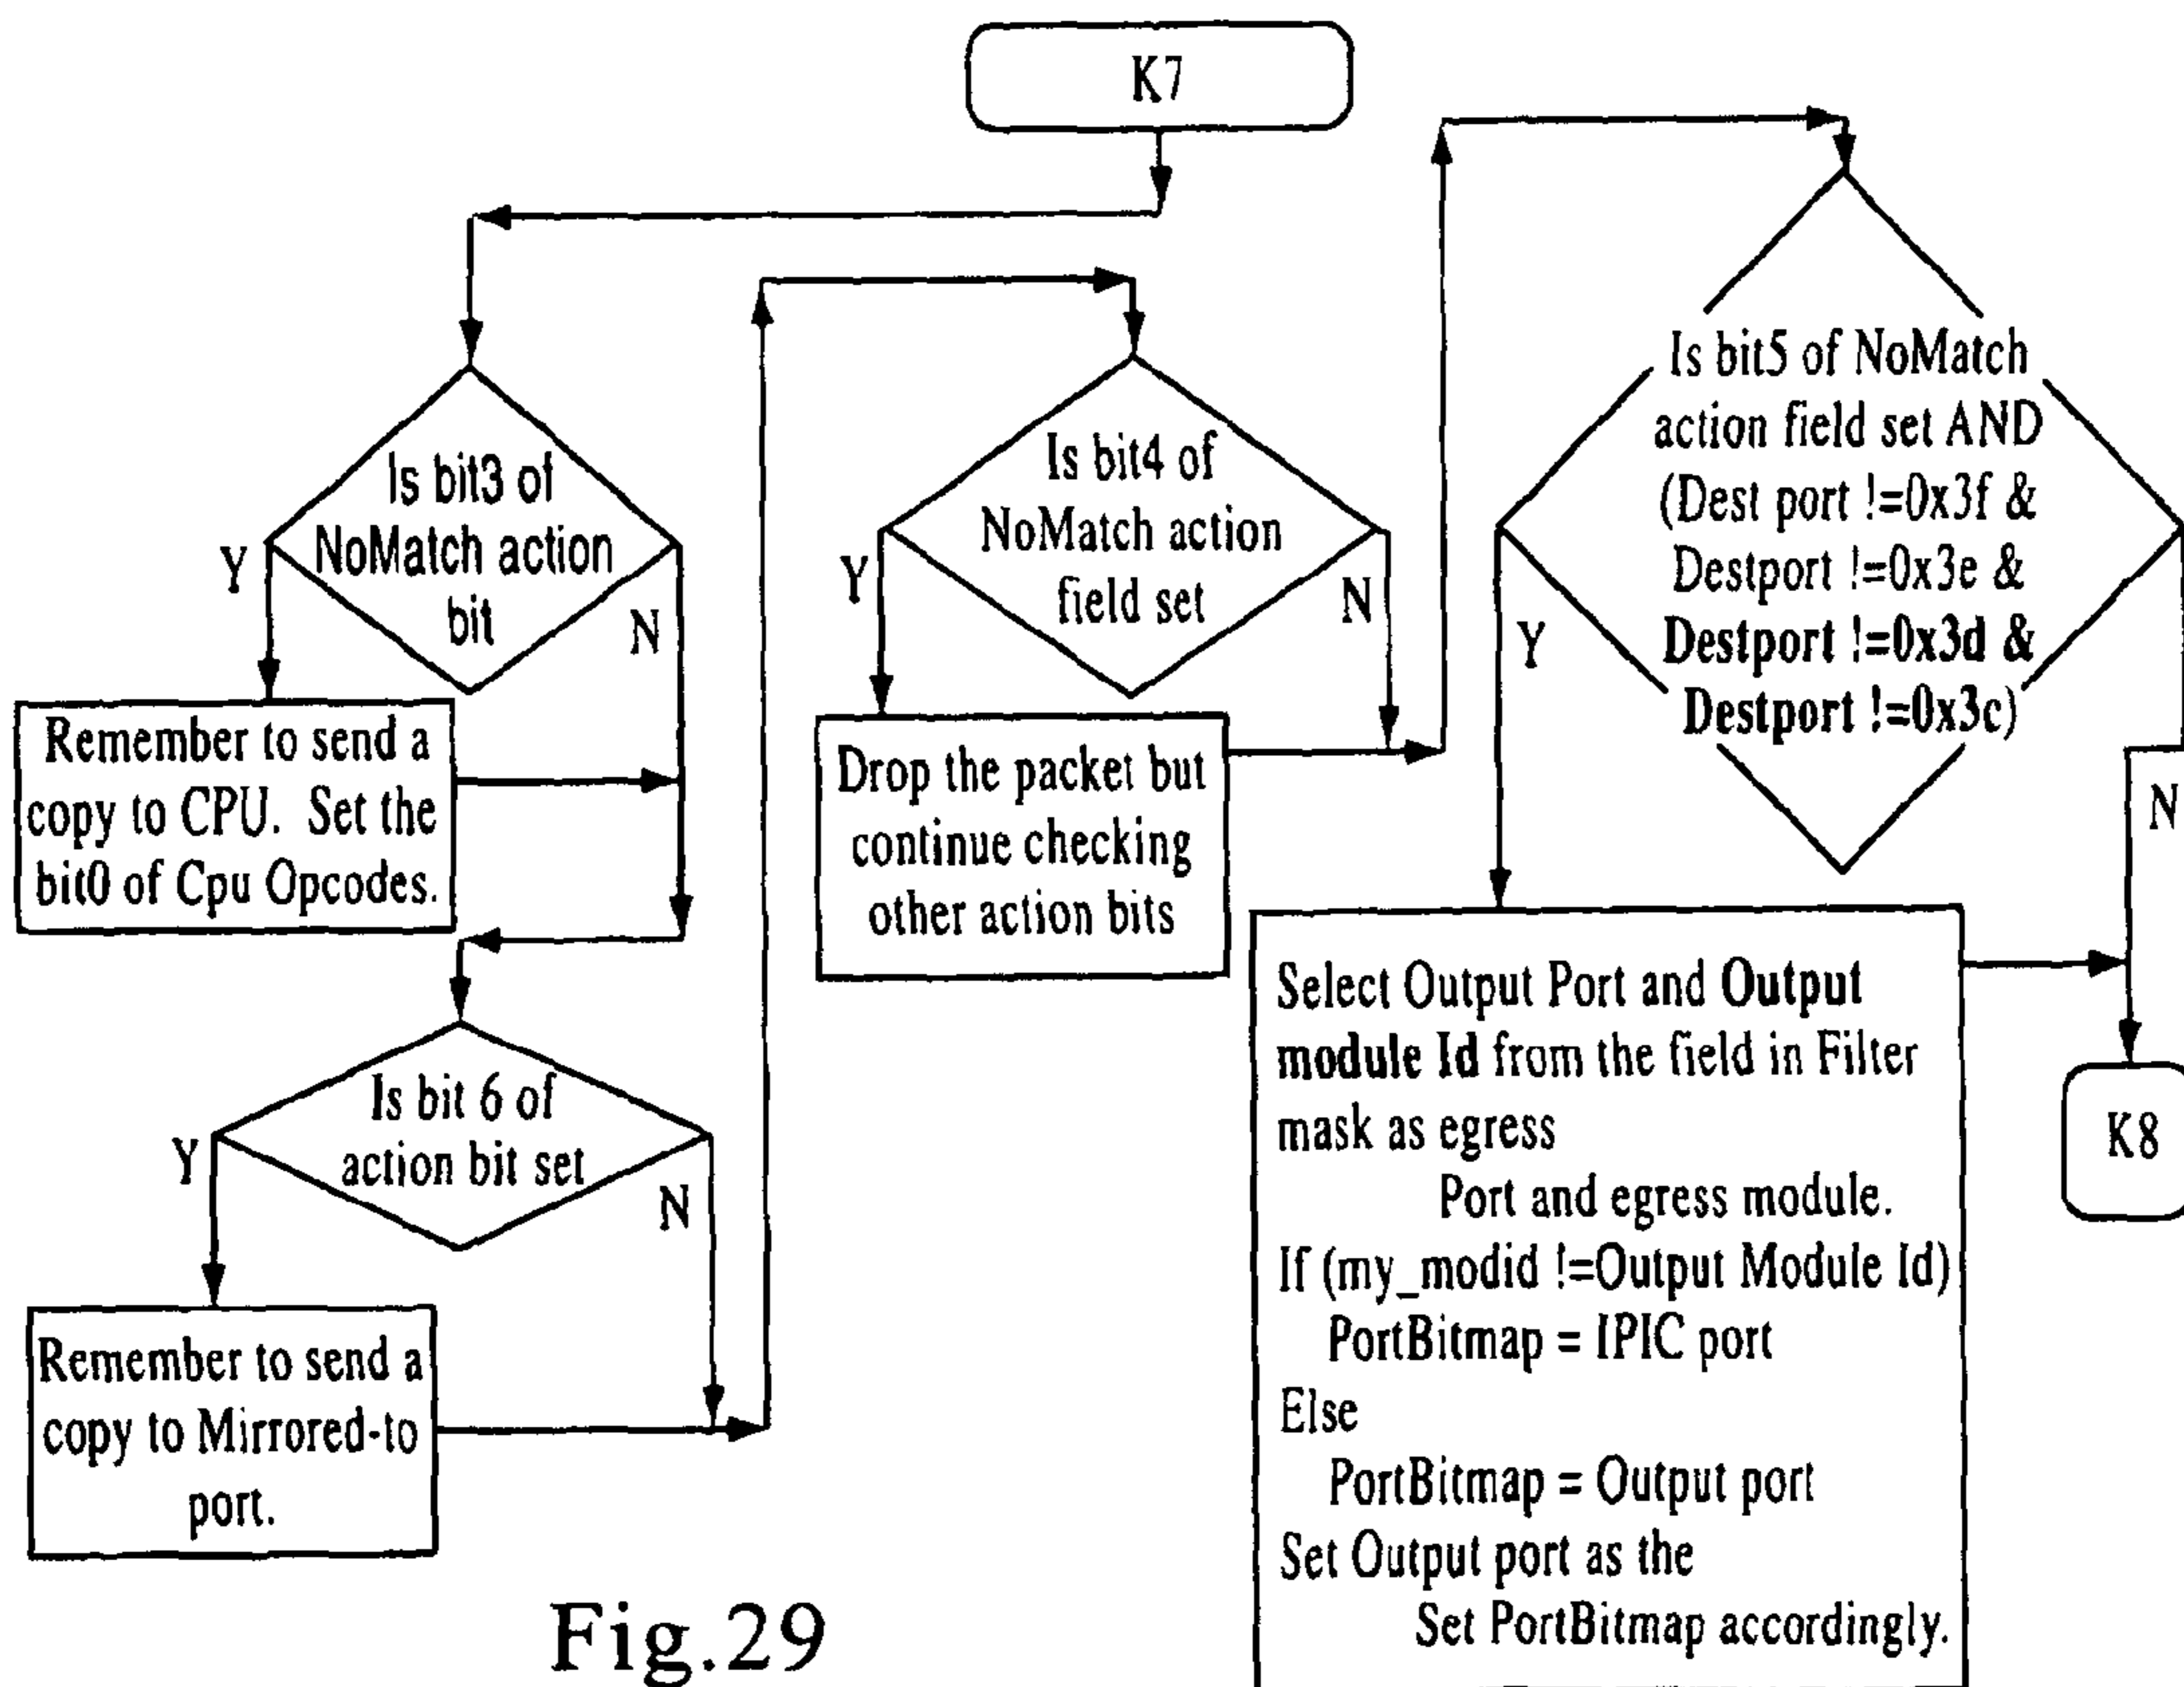 K7
Is bit3 of
NoMatch action
bit
Y
N
Remember to send a
copy to CPU. Set the
bit0 of Cpu Opcodes.
Is bit 6 of
action bit set
Y
N
Remember to send a
copy to Mirrored-to
port.
Is bit4 of
NoMatch action
field set
Y
N
Drop the packet but
continue checking
other action bits
Is bit5 of NoMatch
action field set AND
(Dest port !=0x3f &
Destport !=0x3e &
Destport !=0x3d &
Destport !=0x3c)
Y
N
Select Output Port and Output
module Id from the field in Filter
mask as egress
Port and egress module.
If (my_modid !=Output Module Id)
PortBitmap = IPIC port
Else
PortBitmap = Output port
Set Output port as the
Set PortBitmap accordingly.
K8
Fig.29